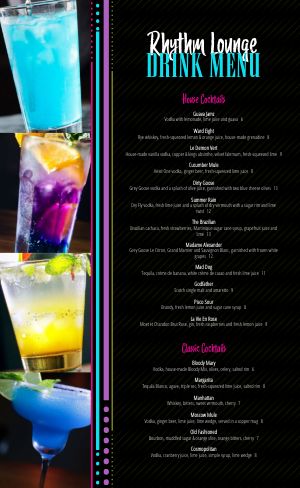 Rhythm Lounge
DRINK MENU
House Cocktails
Guava Jamz
Vodka with lemonade, lime juice and guava 6
Ward Eight
Rye whiskey, fresh-squeezed lemon & orange juice, house-made grenadine 8
Le Demon Vert
House-made vanilla vodka, copper & kings absinthe, velvet falernum, fresh-squeezed lime 8
Cucumber Mule
Hotel One vodka, ginger beer, fresh-squeezed lime juice 8
Dirty Goose
Grey Goose vodka and a splash of olive juice, garnished with two blue cheese olives 13
Summer Rain
Dry Fly vodka, fresh lime juice and a splash of dry vermouth with a sugar rim and lime
twist 12
The Brazilian
Brazilian cachaca, fresh strawberries, Martinique sugar cane syrup, grapefruit juice and
lime 13
Madame Alexander
Grey Goose Le Citron, Grand Marnier and Sauvignon Blanc, garnished with frozen white
grapes 12
Mad Dog
Tequila, crème de banana, white crème de cacao and fresh lime juice 11
Godfather
Scotch single malt and amaretto 9
Pisco Sour
Brandy, fresh lemon juice and sugar cane syrup 8
La Vie En Rose
Moet et Chandon Brut Rose, gin, fresh raspberries and fresh lemon juice 8
Classic Cocktails
Bloody Mary
Vodka, house-made Bloody Mix, olives, celery, salted rim 6
Margarita
Tequila Blanco, agave, triple sec, fresh-squeezed lime juice, salted rim 8
Manhattan
Whiskey, bitters, sweet vermouth, cherry 7
Moscow Mule
Vodka, ginger beer, lime juice, lime wedge, served in a copper mug 8
Old Fashioned
Bourbon, muddled sugar & orange slice, orange bitters, cherry 7
Cosmopolitan
Vodka, cranberry juice, lime juice, simple syrup, lime wedge 8